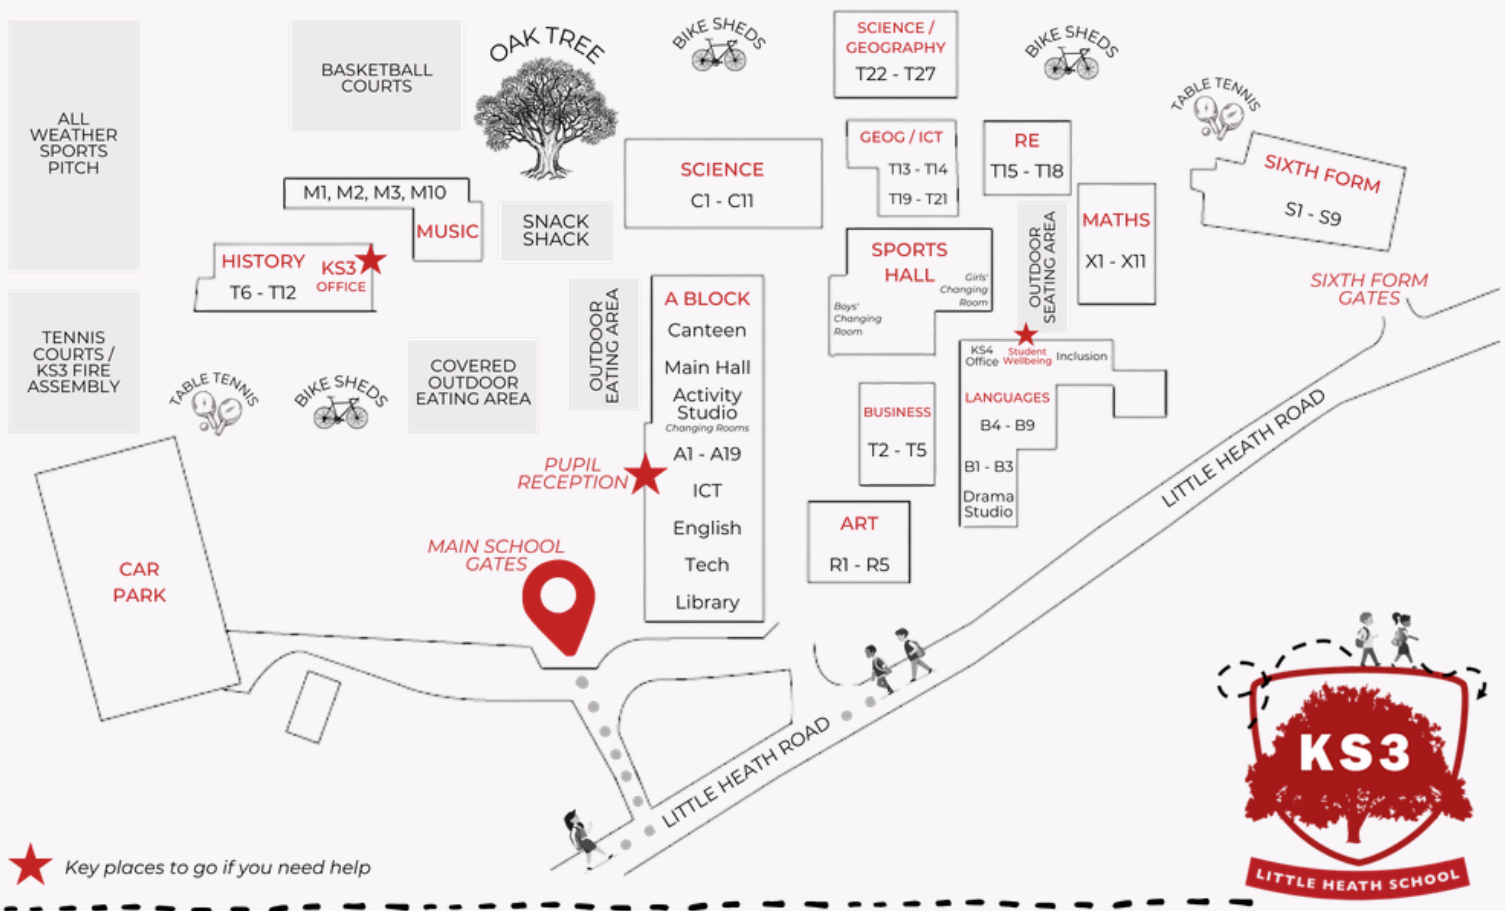 ALL
WEATHER
SPORTS
PITCH
BASKETBALL
COURTS
OAK TREE
BIKE SHEDS
SCIENCE /
GEOGRAPHY
T22 - T27
BIKE SHEDS
TABLE TENNIS
SIXTH FORM
S1 - S9
M1, M2, M3, M10
MUSIC
SNACK
SHACK
SCIENCE
C1 - C11
GEOG / ICT
T13 - T14
T19 - T21
RE
T15 - T18
MATHS
X1 - X11
OUTDOOR
SEATING AREA
HISTORY
T6 - T12
KS3
OFFICE
SPORTS
HALL
Girls'
Changing
Room
Boys'
Changing
Room
SIXTH FORM
GATES
TENNIS
COURTS /
KS3 FIRE
ASSEMBLY
TABLE TENNIS
BIKE SHEDS
COVERED
OUTDOOR
EATING AREA
OUTDOOR
EATING AREA
A BLOCK
Canteen
Main Hall
Activity
Studio
Changing Rooms
A1 - A19
ICT
English
Tech
Library
KS4
Office
Student
Wellbeing
Inclusion
LANGUAGES
B4 - B9
B1 - B3
Drama
Studio
BUSINESS
T2 - T5
ART
R1 - R5
PUPIL
RECEPTION
MAIN SCHOOL
GATES
CAR
PARK
LITTLE HEATH ROAD
LITTLE HEATH ROAD
KS3
LITTLE HEATH SCHOOL
Key places to go if you need help